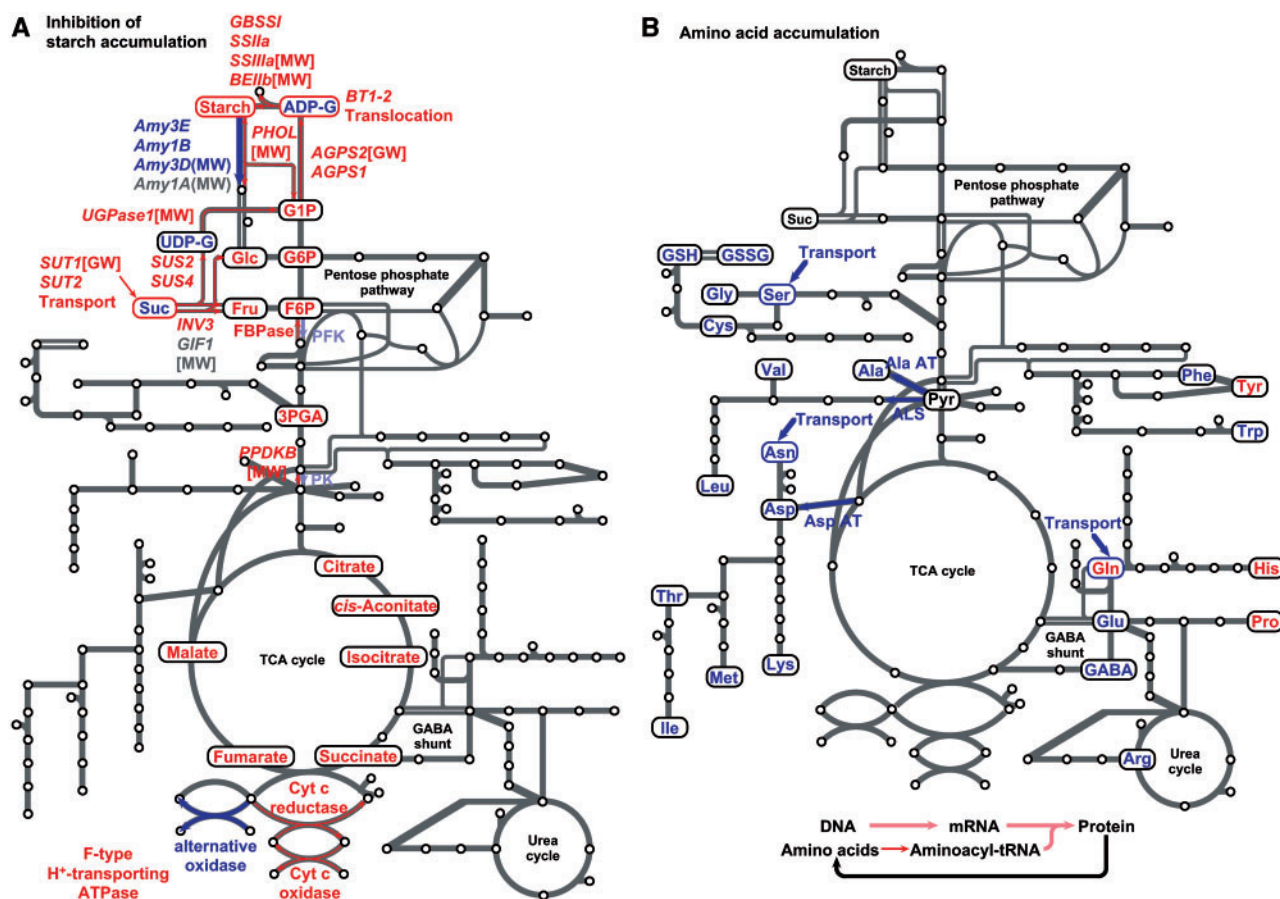 A
Inhibition of
starch accumulation
GBSSI
SSIIa
SSIIIa[MW]
BEIIb[MW]
Starch
ADP-G
BT1-2
Translocation
Amy3E
Amy1B
Amy3D(MW)
Amy1A(MW)
PHOL
[MW]
AGPS2[GW]
AGPS1
UGPase1[MW]
G1P
UDP-G
Glc
G6P
SUT1[GW]
SUT2
Transport
SUS2
SUS4
Pentose phosphate
pathway
Suc
Fru
F6P
INV3
GIF1
[MW]
FBPase
PFK
3PGA
PPDKB
[MW]
PK
Citrate
cis-Aconitate
Isocitrate
Malate
TCA cycle
Fumarate
Succinate
GABA
shunt
Cyt c
reductase
alternative
oxidase
Cyt c
oxidase
Urea
cycle
F-type
H+-transporting
ATPase
B
Amino acid accumulation
Starch
Pentose phosphate
pathway
Suc
GSH
GSSG
Transport
Gly
Ser
Cys
Val
Ala
Ala AT
Phe
Tyr
Pyr
ALS
Transport
Trp
Asn
Leu
Asp
Asp AT
Transport
TCA cycle
Gln
His
Thr
Glu
Pro
GABA
shunt
Lys
GABA
Met
Ile
Arg
Urea
cycle
DNA
mRNA
Protein
Amino acids
Aminoacyl-tRNA